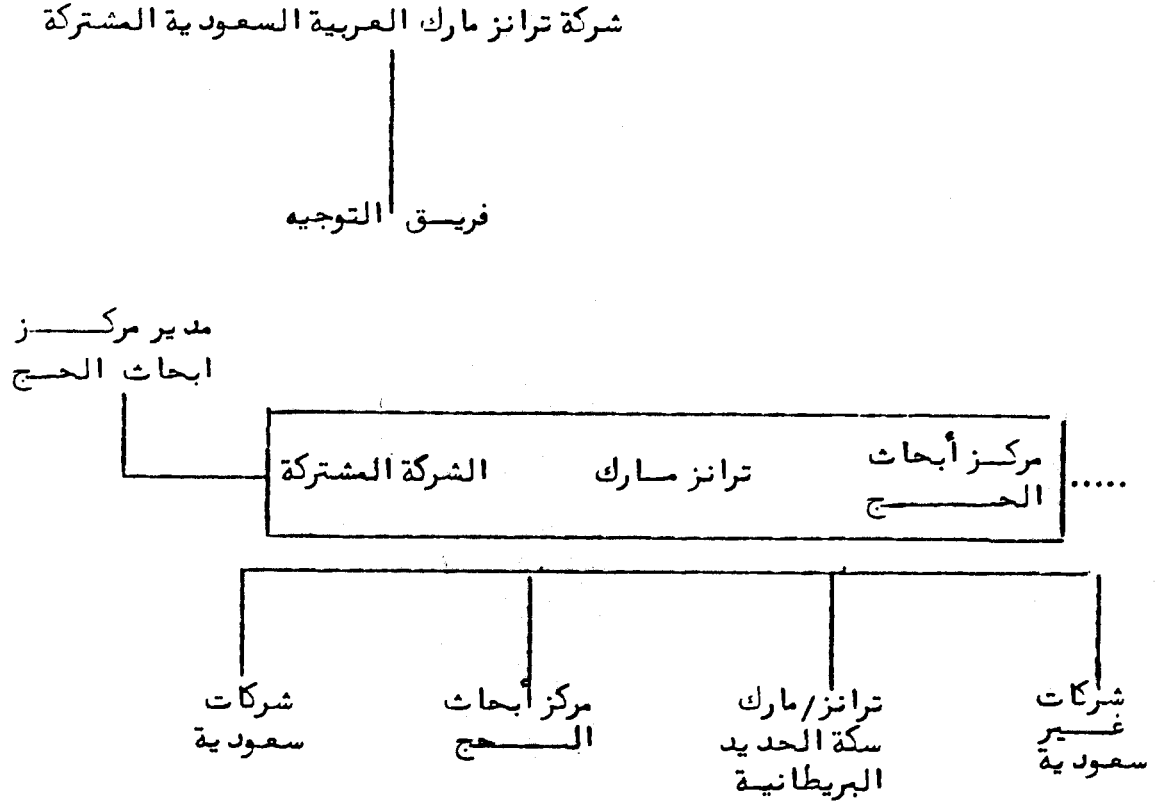 شركة ترانز مارك العربية السعودية المشتركة
فريق التوجيه
مدير مركز
ابحاث الحج
مركز أبحاث
الحج
.....
ترانز مارك
الشركة المشتركة
شركات
غير
سعودية
ترانز/مارك
سكة الحديد
البريطانية
مركز أبحاث
الحج
شركات
سعودية